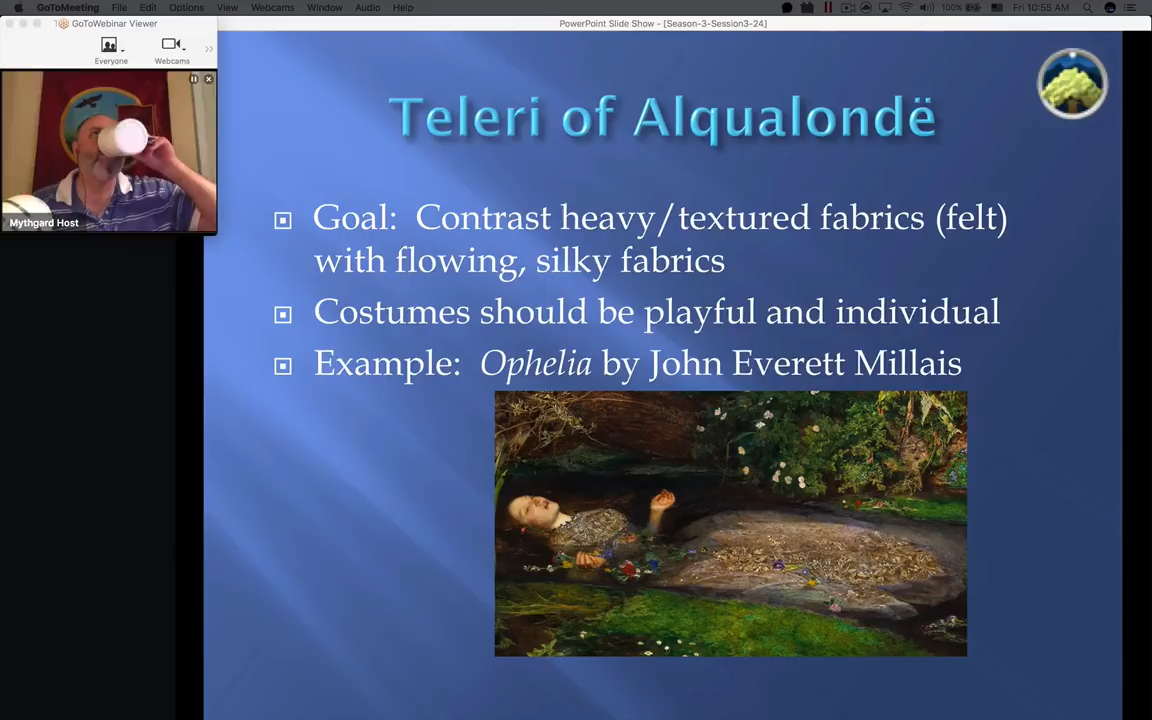 GoToMeeting File Edit Options View Webcams Window Audio Help
100% Fri 10:55 AM
GoToWebinar Viewer
PowerPoint Slide Show - [Season-3-Session3-24]
Everyone Webcams
Mythgard Host
Teleri of Alqualondë
Goal: Contrast heavy/textured fabrics (felt)
with flowing, silky fabrics
Costumes should be playful and individual
Example: Ophelia by John Everett Millais